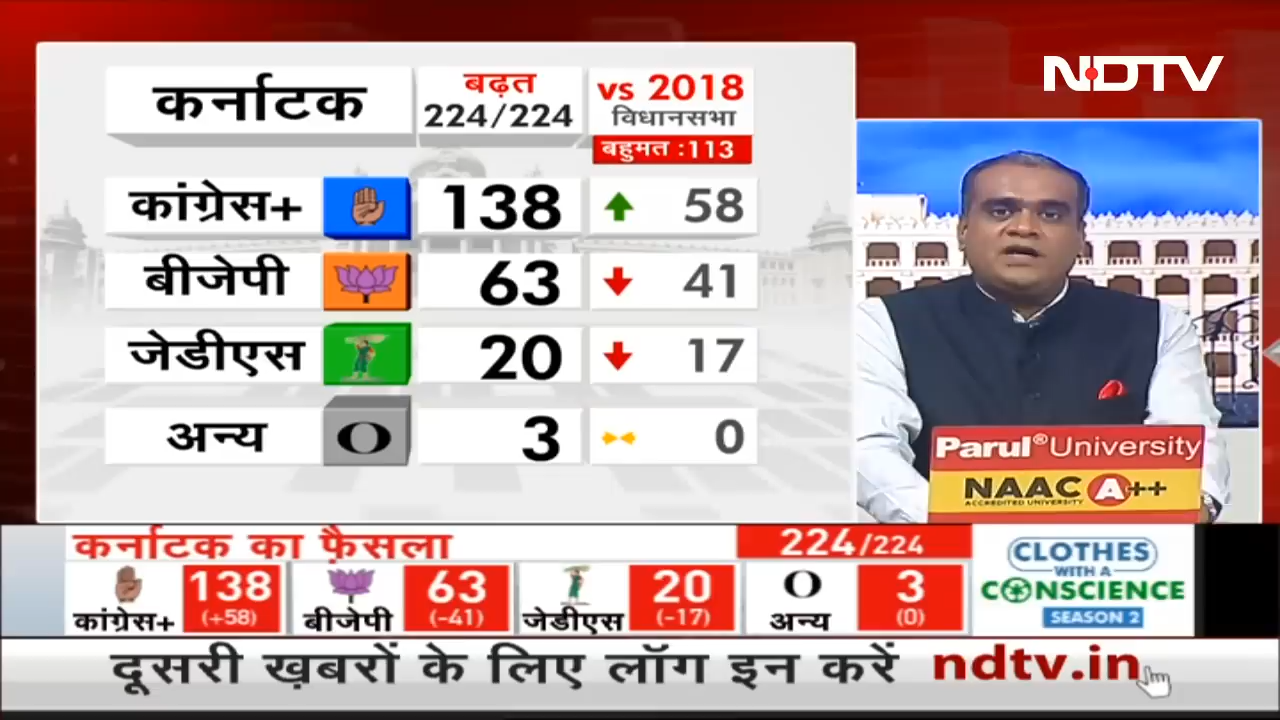 NDTV
कर्नाटक
बढ़त
224/224
vs 2018
विधानसभा
बहुमत :113
कांग्रेस+ 138 58
बीजेपी 63 41
जेडीएस 20 17
अन्य 0 3 0
Parul® University
NAAC A++
ACCREDITED UNIVERSITY
कर्नाटक का फ़ैसला 224/224
138 63 20 0 3
कांग्रेस+ (+58) बीजेपी (-41) जेडीएस (-17) अन्य (0)
CLOTHES
WITH A
CONSCIENCE
SEASON 2
दूसरी ख़बरों के लिए लॉग इन करें ndtv.in